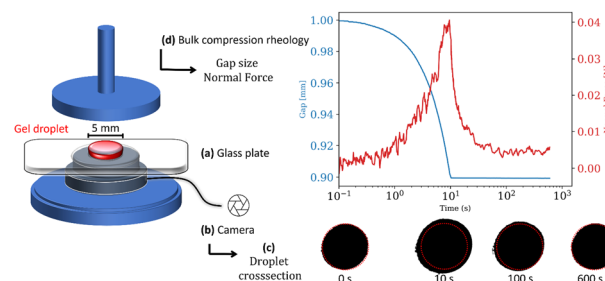 (d) Bulk compression rheology
Gap size
Normal Force
Gel droplet
5 mm
(a) Glass plate
(b) Camera
(c)
Droplet
crosssection
1.00
0.98
0.96
0.94
0.92
0.90
Gap [mm]
0.04
0.03
0.02
0.01
0.00
10⁻¹
10⁰
10¹
10²
10³
Time (s)
0 s
10 s
100 s
600 s